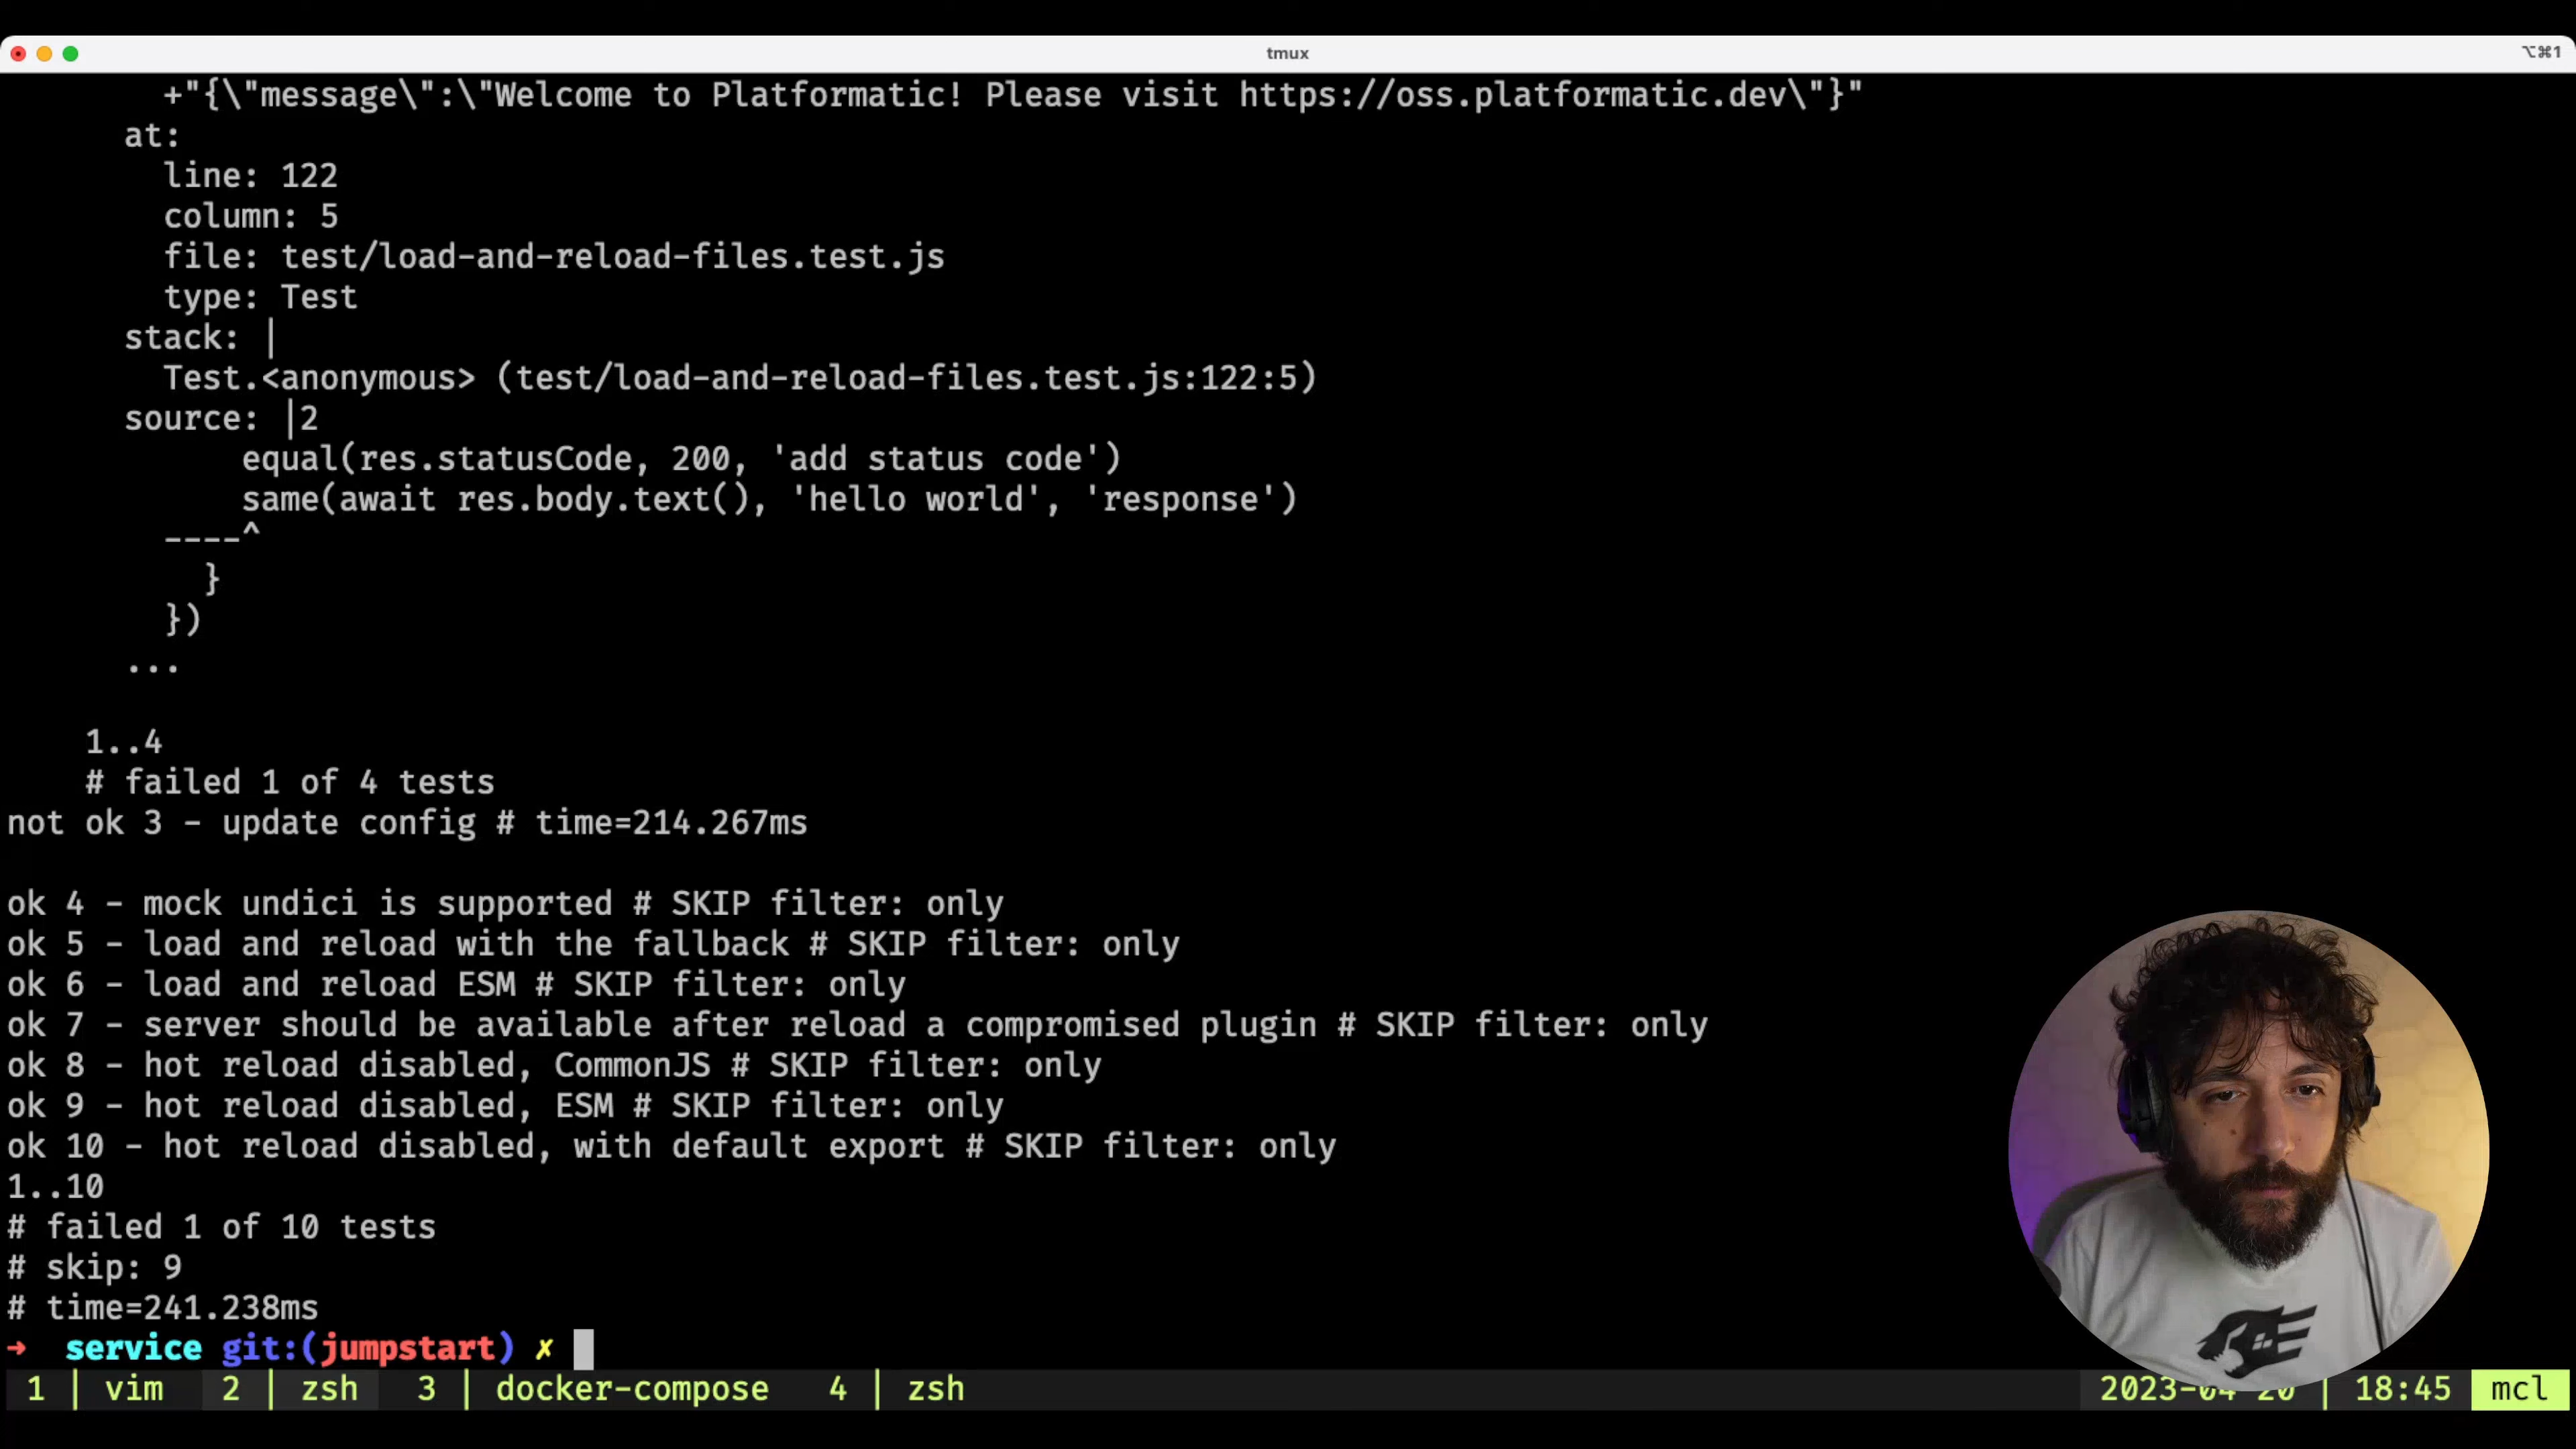 tmux
⌥⌘1
+"{\"message\":\"Welcome to Platformatic! Please visit https://oss.platformatic.dev\"}"
at:
line: 122
column: 5
file: test/load-and-reload-files.test.js
type: Test
stack: |
Test.<anonymous> (test/load-and-reload-files.test.js:122:5)
source: |2
equal(res.statusCode, 200, 'add status code')
same(await res.body.text(), 'hello world', 'response')
----^
}
})
...
1..4
# failed 1 of 4 tests
not ok 3 - update config # time=214.267ms
ok 4 - mock undici is supported # SKIP filter: only
ok 5 - load and reload with the fallback # SKIP filter: only
ok 6 - load and reload ESM # SKIP filter: only
ok 7 - server should be available after reload a compromised plugin # SKIP filter: only
ok 8 - hot reload disabled, CommonJS # SKIP filter: only
ok 9 - hot reload disabled, ESM # SKIP filter: only
ok 10 - hot reload disabled, with default export # SKIP filter: only
1..10
# failed 1 of 10 tests
# skip: 9
# time=241.238ms
➜ service git:(jumpstart) ✗
1 | vim 2 | zsh 3 | docker-compose 4 | zsh 2023-04-20 | 18:45 mcl